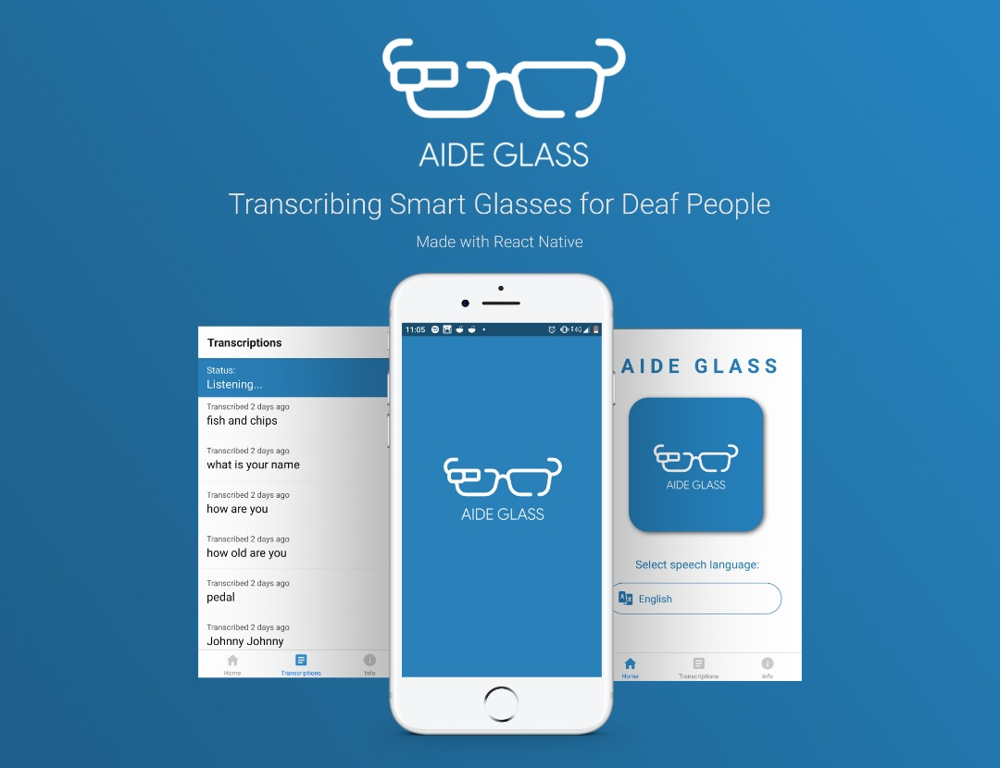 AIDE GLASS
Transcribing Smart Glasses for Deaf People
Made with React Native
Transcriptions
Status:
Listening...
Transcribed 2 days ago
fish and chips
Transcribed 2 days ago
what is your name
Transcribed 2 days ago
how are you
Transcribed 2 days ago
how old are you
Transcribed 2 days ago
pedal
Transcribed 2 days ago
Johnny Johnny
Home Transcriptions Info
11:05 4G
AIDE GLASS
AIDE GLASS
AIDE GLASS
Select speech language:
English
Home Transcriptions Info